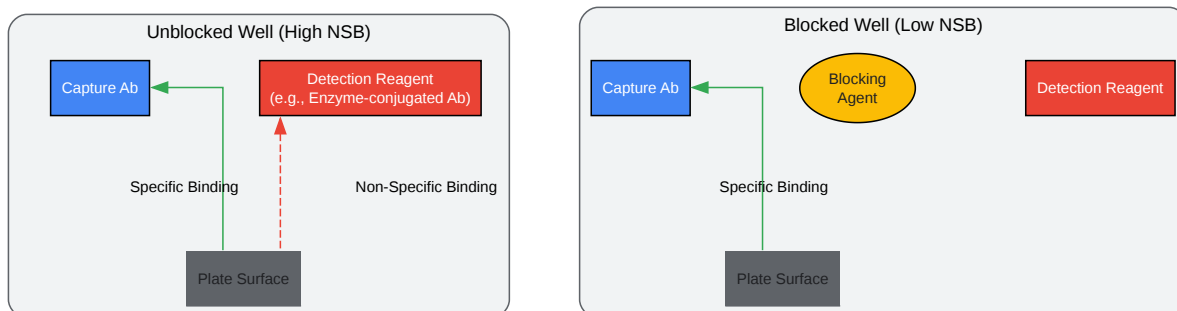 Unblocked Well (High NSB)
Capture Ab
Detection Reagent
(e.g., Enzyme-conjugated Ab)
Specific Binding
Non-Specific Binding
Plate Surface
Blocked Well (Low NSB)
Capture Ab
Blocking
Agent
Detection Reagent
Specific Binding
Plate Surface